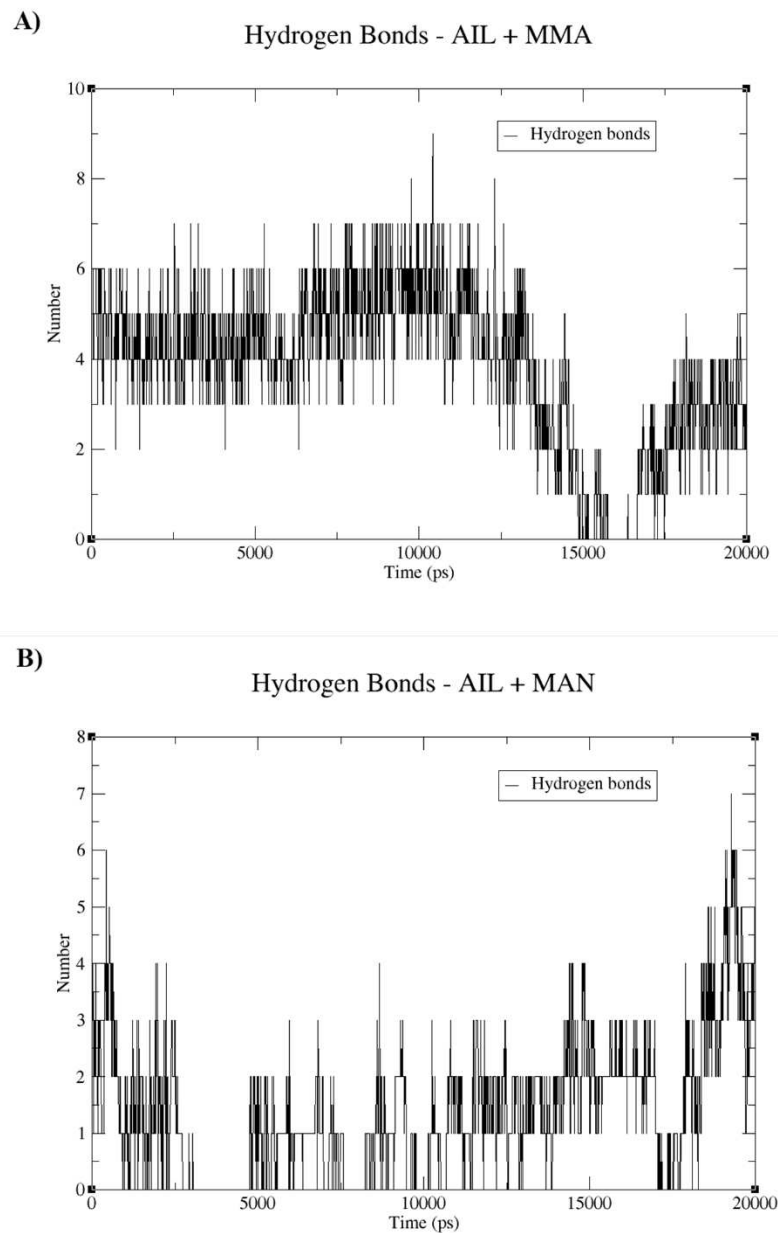 A)
Hydrogen Bonds - AIL + MMA
10
8
6
4
2
0
Number
Hydrogen bonds
0 5000 10000 15000 20000
Time (ps)
B)
Hydrogen Bonds - AIL + MAN
8
7
6
5
4
3
2
1
0
Number
Hydrogen bonds
0 5000 10000 15000 20000
Time (ps)